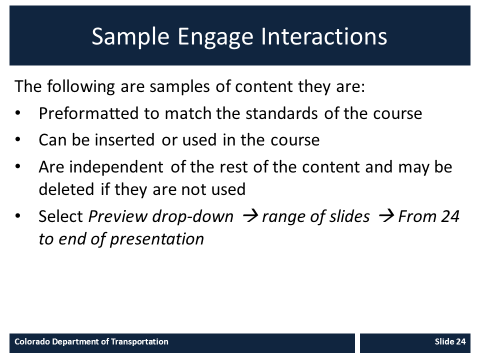 Sample Engage Interactions
The following are samples of content they are:
• Preformatted to match the standards of the course
• Can be inserted or used in the course
• Are independent of the rest of the content and may be
deleted if they are not used
• Select Preview drop-down → range of slides → From 24
to end of presentation
Colorado Department of Transportation
Slide 24